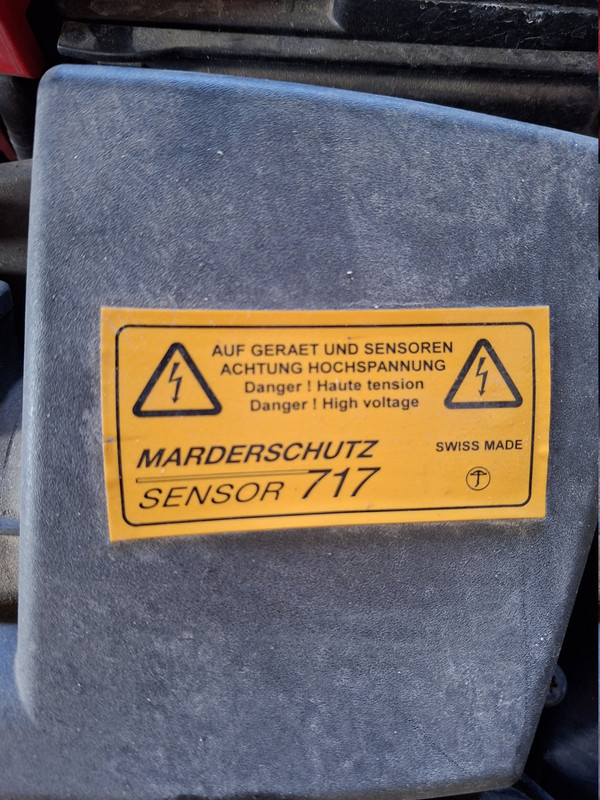 AUF GERAET UND SENSOREN
ACHTUNG HOCHSPANNUNG
Danger ! Haute tension
Danger ! High voltage
MARDERSCHUTZ
SENSOR 717
SWISS MADE